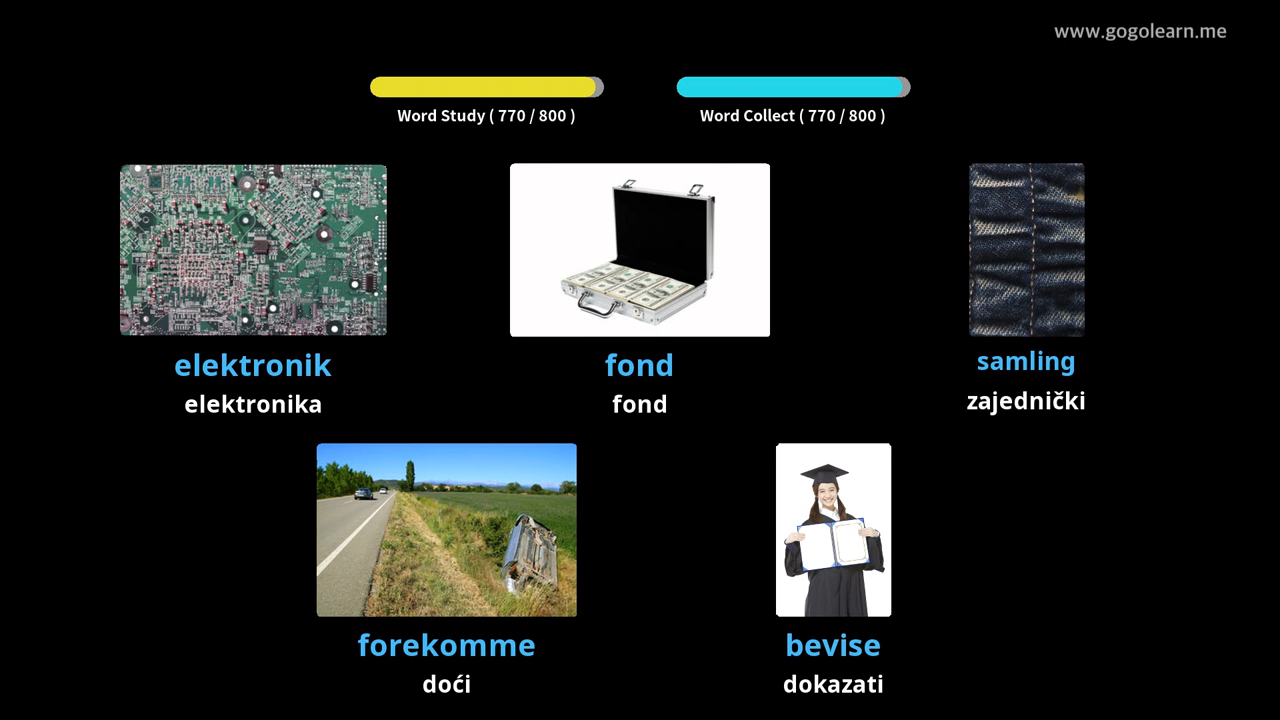 www.gogolearn.me
Word Study ( 770 / 800 )
Word Collect ( 770 / 800 )
elektronik
elektronika
fond
fond
samling
zajednički
forekomme
doći
bevise
dokazati